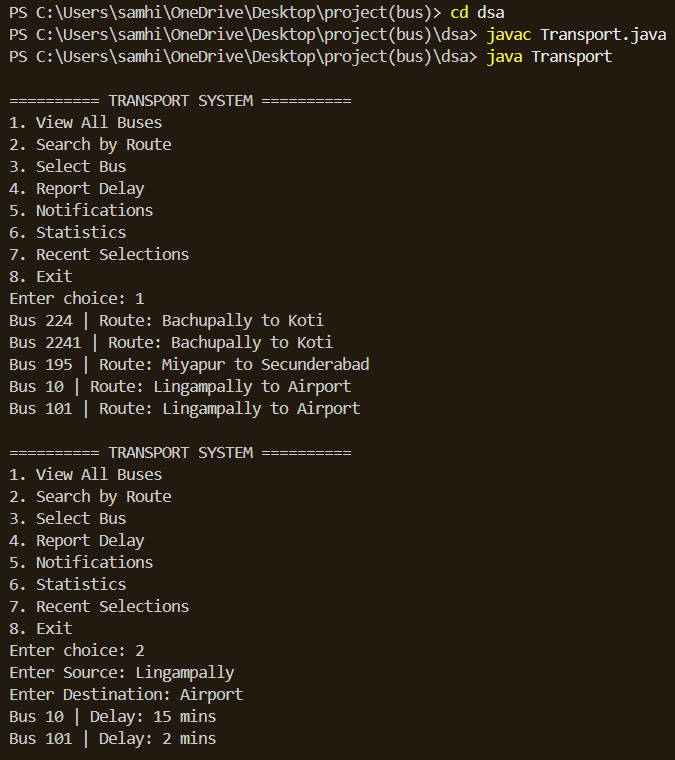 PS C:\Users\samhi\OneDrive\Desktop\project(bus)> cd dsa
PS C:\Users\samhi\OneDrive\Desktop\project(bus)\dsa> javac Transport.java
PS C:\Users\samhi\OneDrive\Desktop\project(bus)\dsa> java Transport

========== TRANSPORT SYSTEM ==========
1. View All Buses
2. Search by Route
3. Select Bus
4. Report Delay
5. Notifications
6. Statistics
7. Recent Selections
8. Exit
Enter choice: 1
Bus 224 | Route: Bachupally to Koti
Bus 2241 | Route: Bachupally to Koti
Bus 195 | Route: Miyapur to Secunderabad
Bus 10 | Route: Lingampally to Airport
Bus 101 | Route: Lingampally to Airport

========== TRANSPORT SYSTEM ==========
1. View All Buses
2. Search by Route
3. Select Bus
4. Report Delay
5. Notifications
6. Statistics
7. Recent Selections
8. Exit
Enter choice: 2
Enter Source: Lingampally
Enter Destination: Airport
Bus 10 | Delay: 15 mins
Bus 101 | Delay: 2 mins